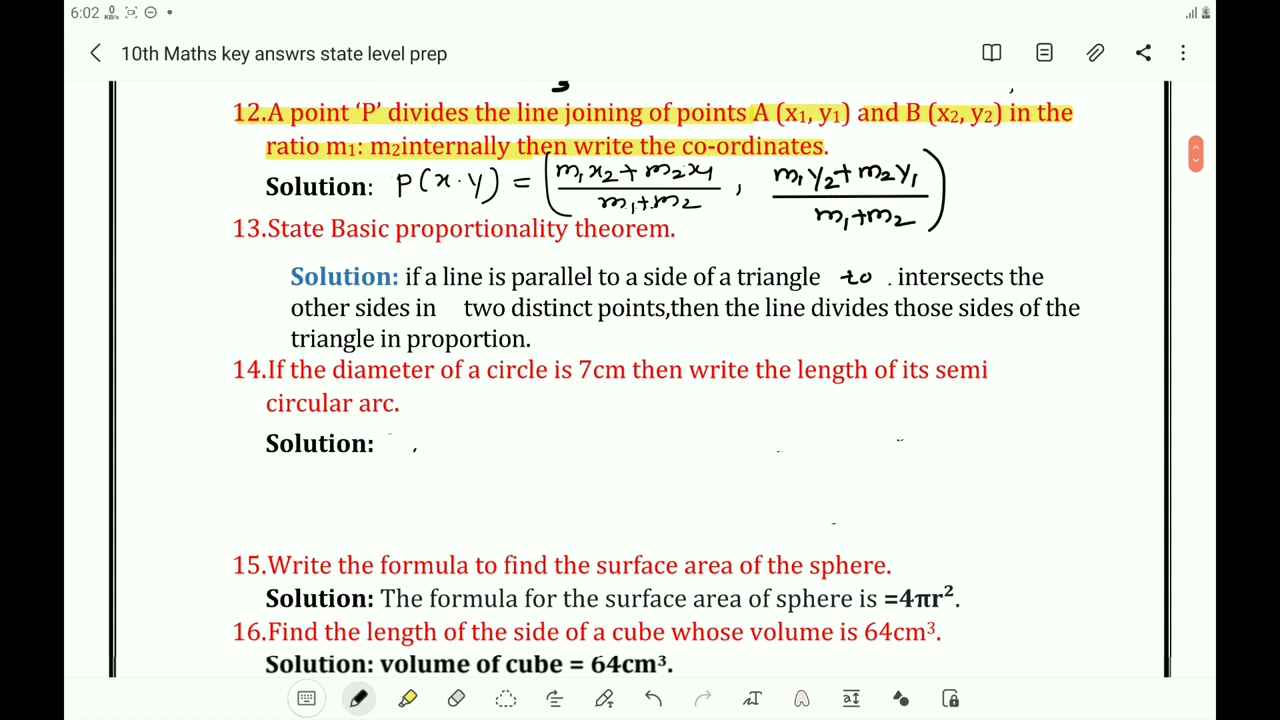 6:02 0 KB/s
10th Maths key answrs state level prep
12.A point ‘P’ divides the line joining of points A (x₁, y₁) and B (x₂, y₂) in the
ratio m₁: m₂internally then write the co-ordinates.
Solution: P(x·y) = ( m₁x₂+m₂x₁ / m₁+m₂ , m₁y₂+m₂y₁ / m₁+m₂ )
13.State Basic proportionality theorem.
Solution: if a line is parallel to a side of a triangle to . intersects the
other sides in two distinct points,then the line divides those sides of the
triangle in proportion.
14.If the diameter of a circle is 7cm then write the length of its semi
circular arc.
Solution:
15.Write the formula to find the surface area of the sphere.
Solution: The formula for the surface area of sphere is =4πr².
16.Find the length of the side of a cube whose volume is 64cm³.
Solution: volume of cube = 64cm³.